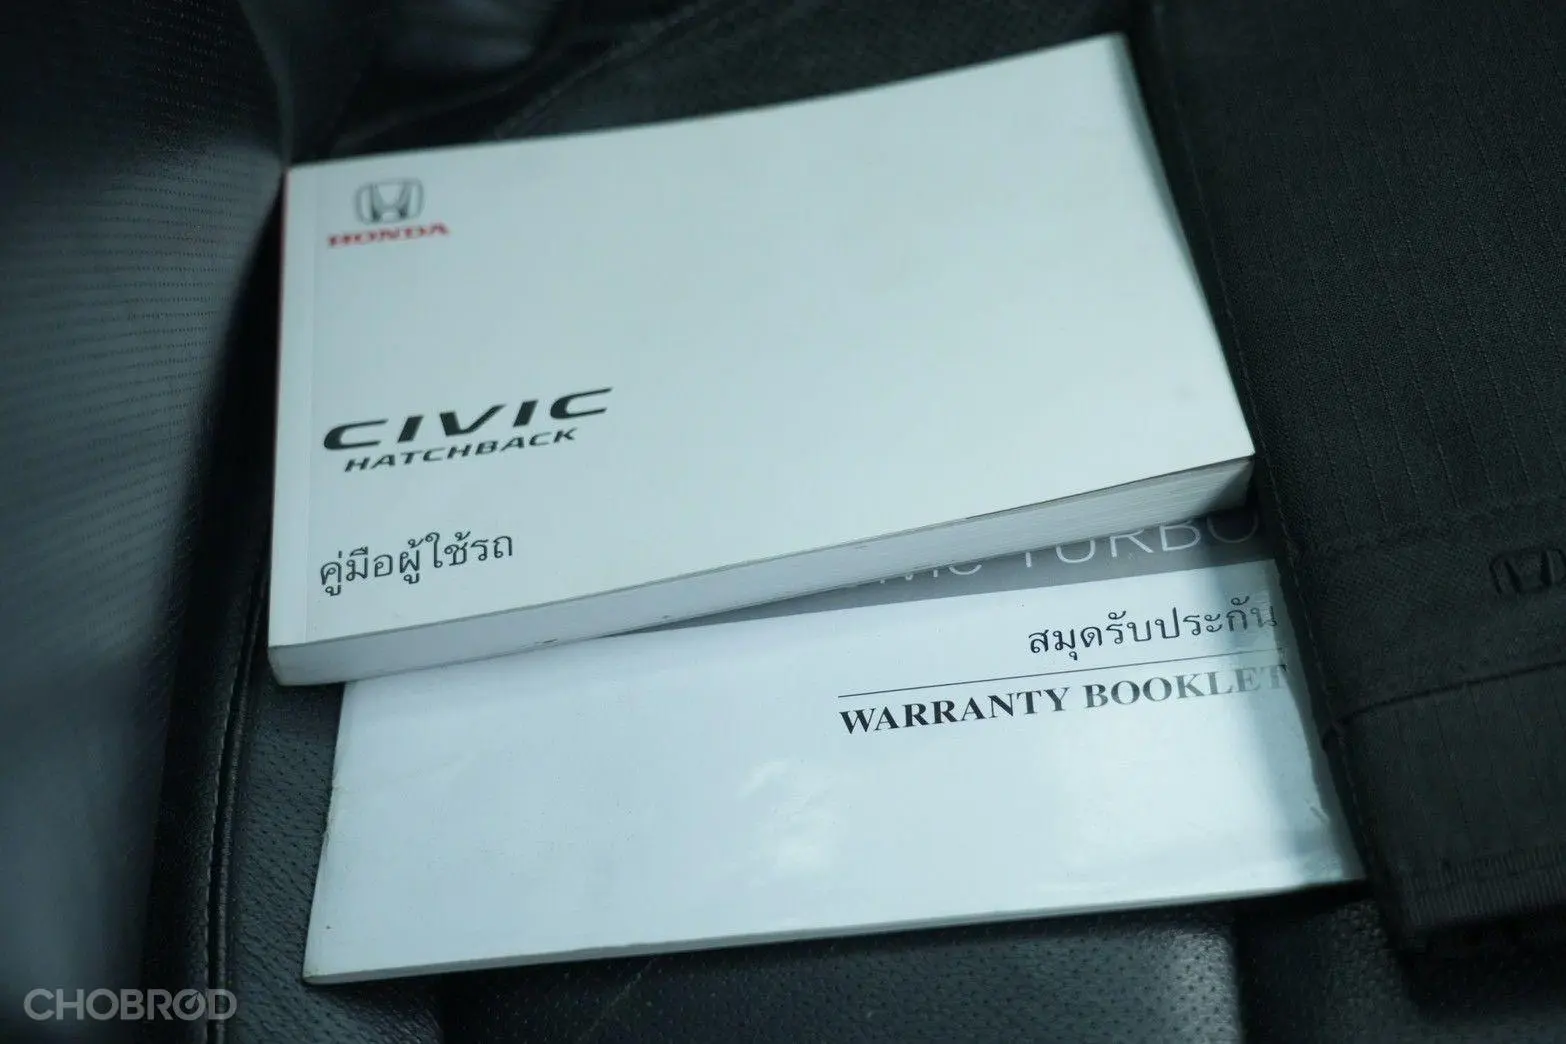 HONDA
CIVIC
HATCHBACK
คู่มือผู้ใช้รถ
TURBO
สมุดรับประกัน
WARRANTY BOOKLET
CHOBROD